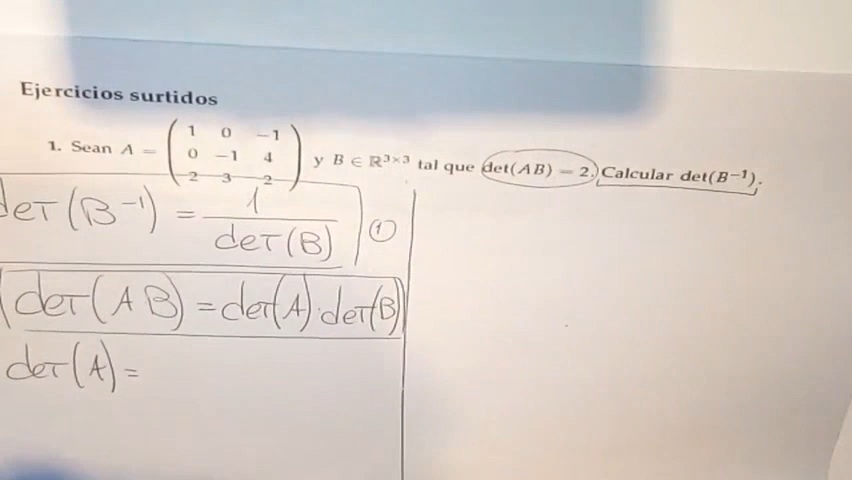 Ejercicios surtidos
1. Sean A = ( 1 0 −1 ; 0 −1 4 ; 2 3 2 ) y B ∈ ℝ³ˣ³ tal que det(AB) = 2. Calcular det(B⁻¹).
det(B⁻¹) = 1 / det(B) ①
det(AB) = det(A)·det(B)
det(A) =